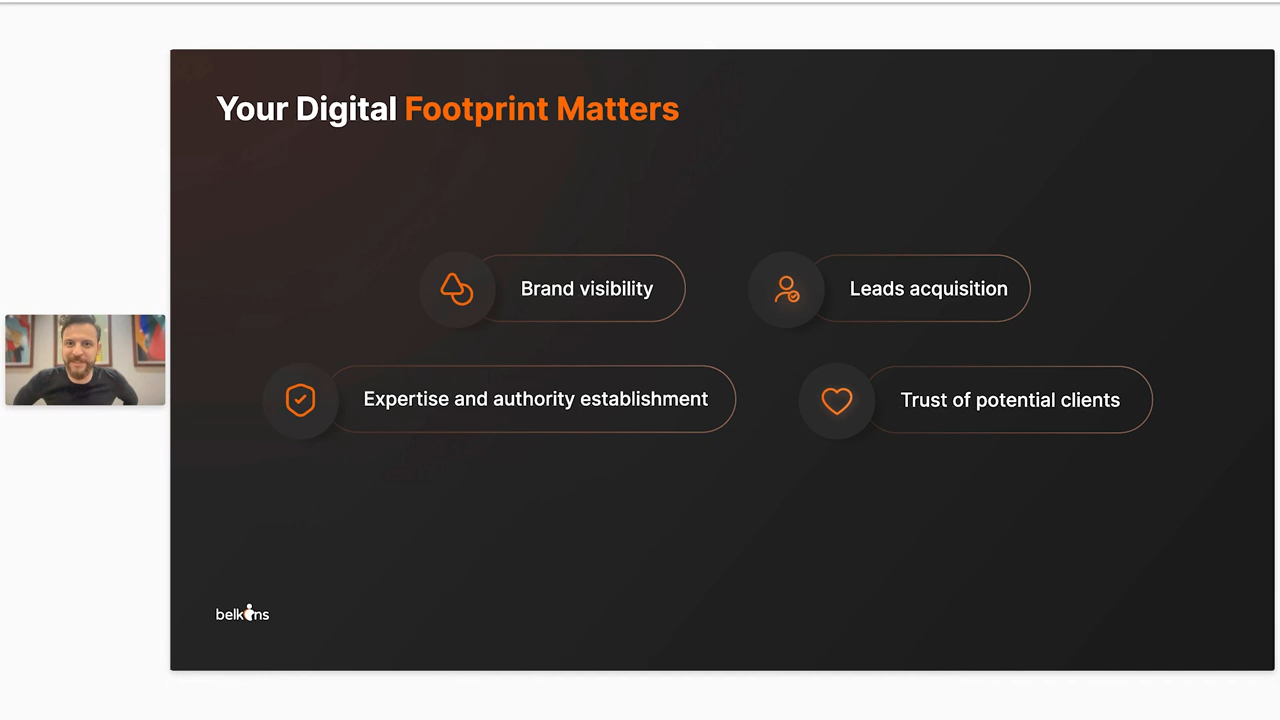 Your Digital Footprint Matters
Brand visibility
Leads acquisition
Expertise and authority establishment
Trust of potential clients
belkins